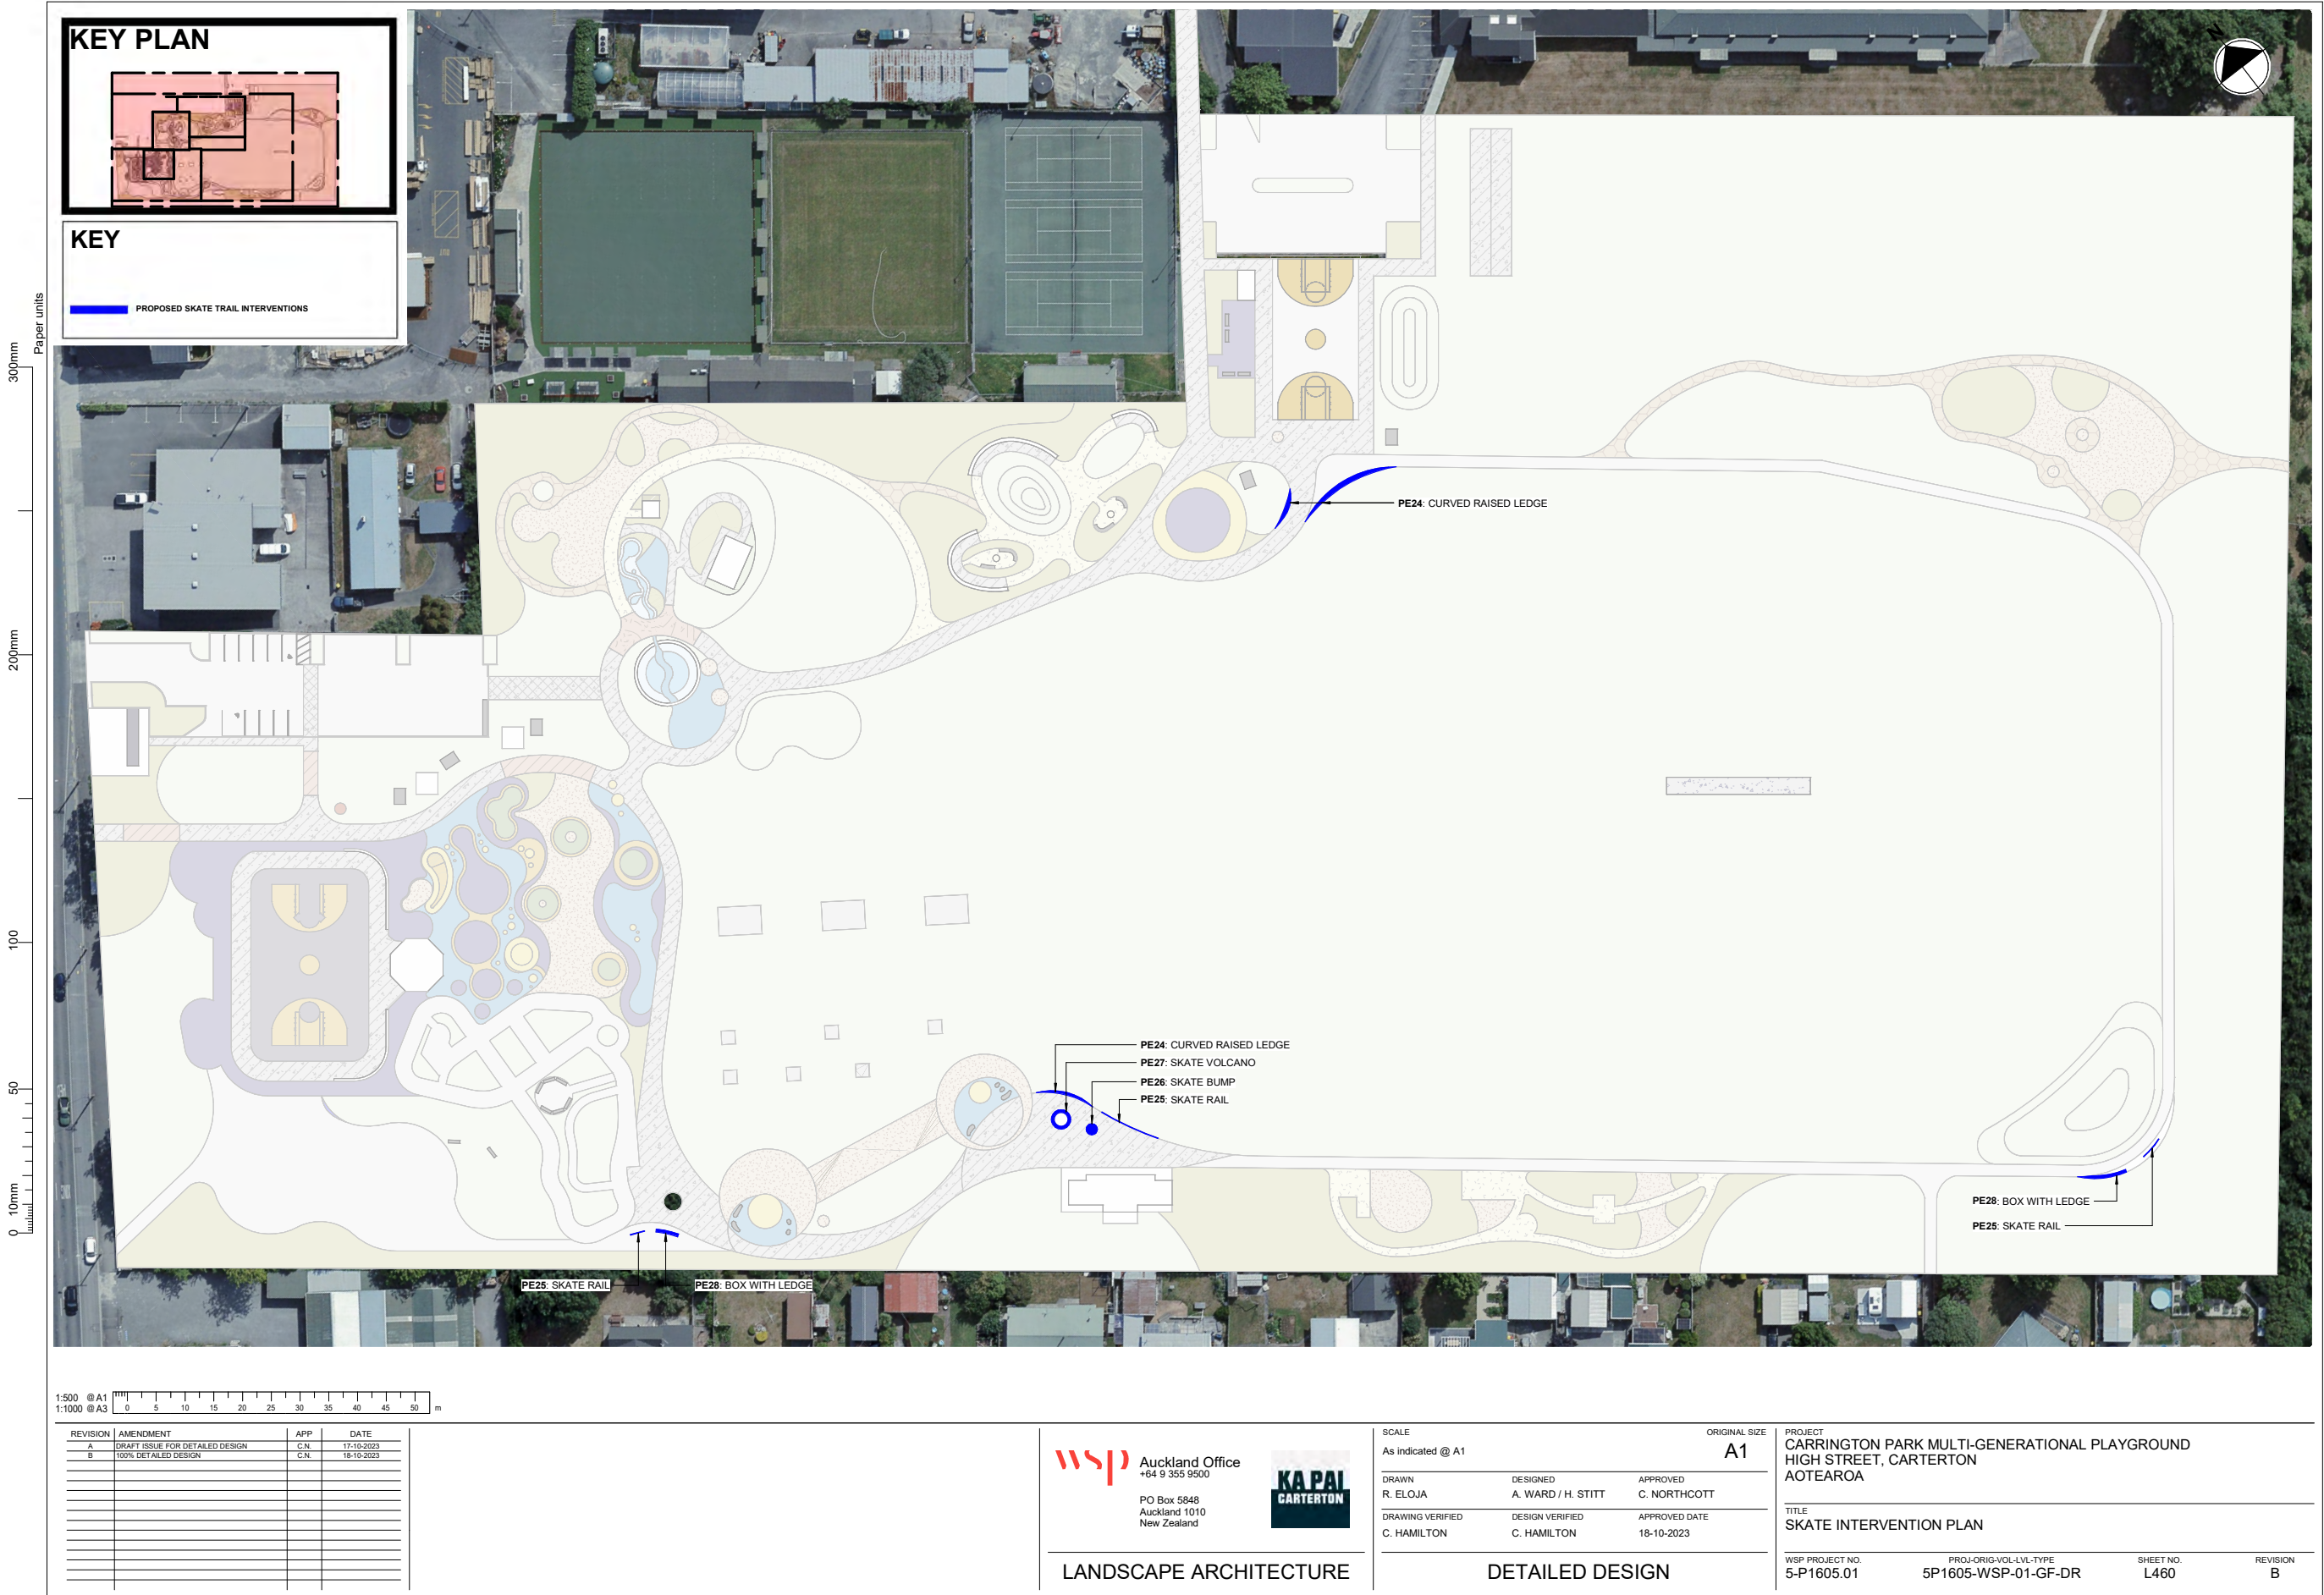 KEY PLAN
N
KEY
PROPOSED SKATE TRAIL INTERVENTIONS
Paper units
300mm
200mm
100
50
10mm
0
PE24: CURVED RAISED LEDGE
PE24: CURVED RAISED LEDGE
PE27: SKATE VOLCANO
PE26: SKATE BUMP
PE25: SKATE RAIL
PE28: BOX WITH LEDGE
PE25: SKATE RAIL
PE25: SKATE RAIL
PE28: BOX WITH LEDGE
1:500 @ A1
1:1000 @ A3
0 5 10 15 20 25 30 35 40 45 50 m
REVISION AMENDMENT APP DATE
A DRAFT ISSUE FOR DETAILED DESIGN C.N. 17-10-2023
B 100% DETAILED DESIGN C.N. 18-10-2023
wsp
Auckland Office
+64 9 355 9500
PO Box 5848
Auckland 1010
New Zealand
KA PAI
CARTERTON
LANDSCAPE ARCHITECTURE
SCALE
As indicated @ A1
ORIGINAL SIZE
A1
DRAWN DESIGNED APPROVED
R. ELOJA A. WARD / H. STITT C. NORTHCOTT
DRAWING VERIFIED DESIGN VERIFIED APPROVED DATE
C. HAMILTON C. HAMILTON 18-10-2023
DETAILED DESIGN
PROJECT
CARRINGTON PARK MULTI-GENERATIONAL PLAYGROUND
HIGH STREET, CARTERTON
AOTEAROA
TITLE
SKATE INTERVENTION PLAN
WSP PROJECT NO. PROJ-ORIG-VOL-LVL-TYPE SHEET NO. REVISION
5-P1605.01 5P1605-WSP-01-GF-DR L460 B